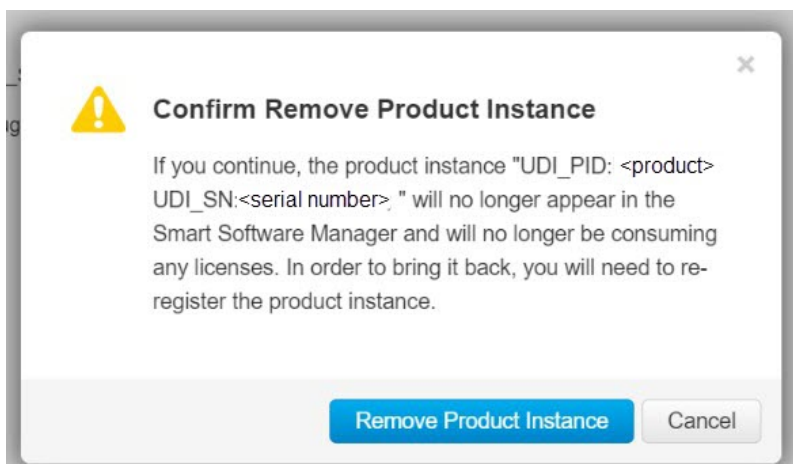 Confirm Remove Product Instance
If you continue, the product instance "UDI_PID: <product>
UDI_SN:<serial number>, " will no longer appear in the
Smart Software Manager and will no longer be consuming
any licenses. In order to bring it back, you will need to re-
register the product instance.
Remove Product Instance
Cancel